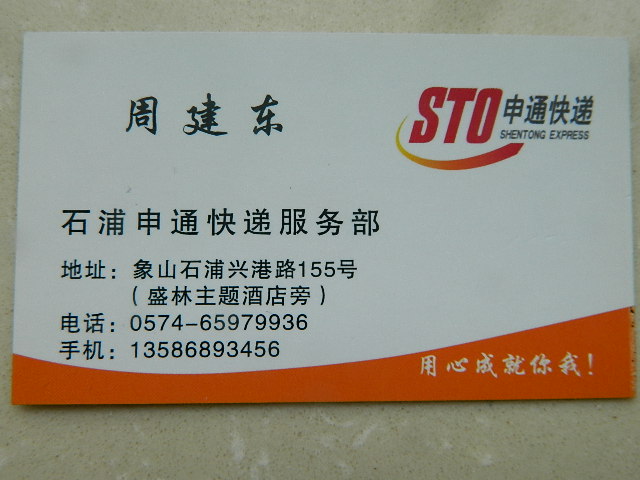 周建东
STO申通快递
SHENTONG EXPRESS
石浦申通快递服务部
地址：象山石浦兴港路155号
（盛林主题酒店旁）
电话：0574-65979936
手机：13586893456
用心成就你我！